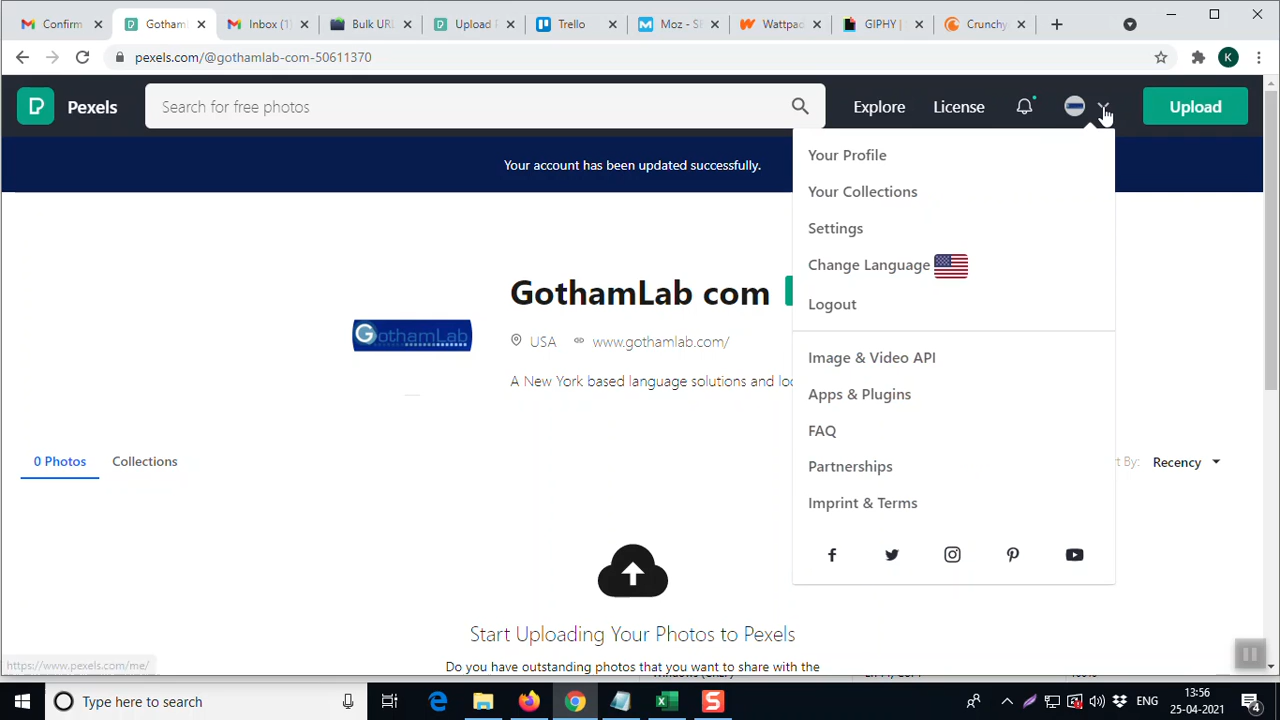 Confirm
Gotham
Inbox (1)
Bulk URL
Upload P
Trello
Moz - SE
Wattpad
GIPHY |
Crunchy
pexels.com/@gothamlab-com-50611370
K
Pexels
Search for free photos
Explore
License
Upload
Your account has been updated successfully.
Your Profile
Your Collections
Settings
Change Language
Logout
Image & Video API
Apps & Plugins
FAQ
Partnerships
Imprint & Terms
GothamLab com
GothamLab
USA
www.gothamlab.com/
A New York based language solutions and loc
0 Photos
Collections
t By:
Recency
Start Uploading Your Photos to Pexels
Do you have outstanding photos that you want to share with the
https://www.pexels.com/me/
Type here to search
ENG
13:56
25-04-2021
4